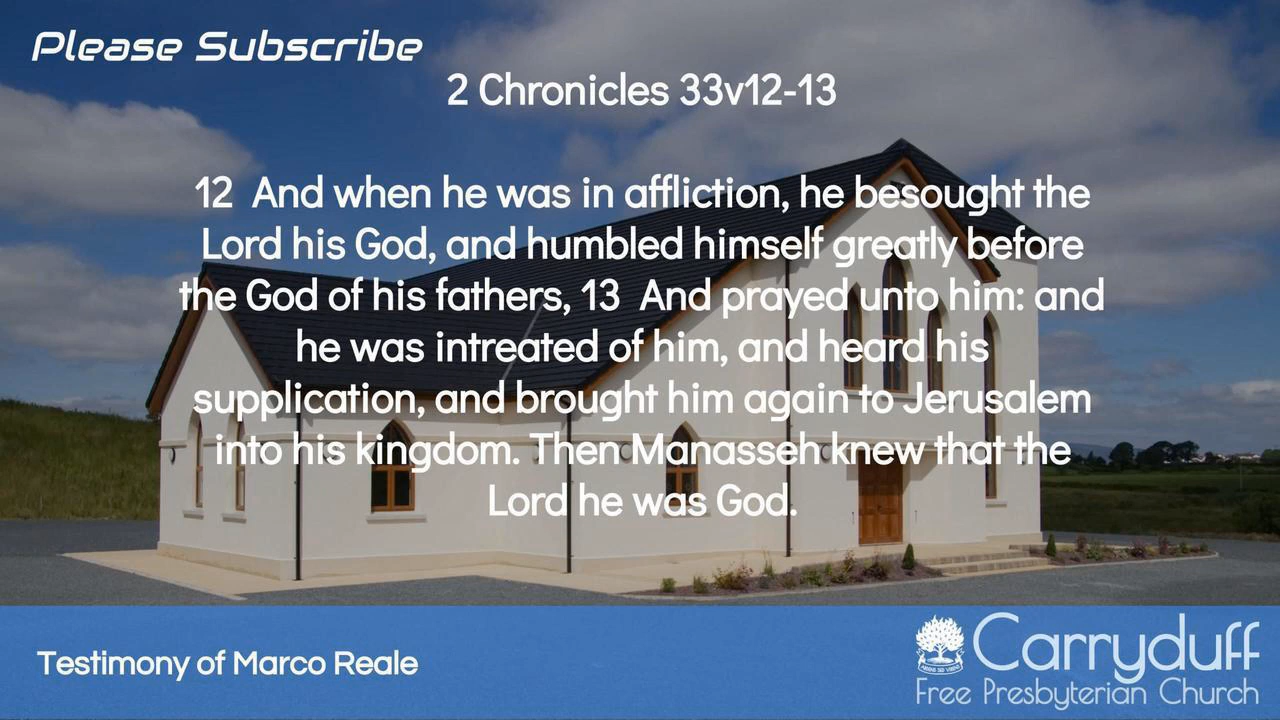 Please Subscribe
2 Chronicles 33v12-13
12 And when he was in affliction, he besought the
Lord his God, and humbled himself greatly before
the God of his fathers, 13 And prayed unto him: and
he was intreated of him, and heard his
supplication, and brought him again to Jerusalem
into his kingdom. Then Manasseh knew that the
Lord he was God.
Testimony of Marco Reale
Carryduff
Free Presbyterian Church